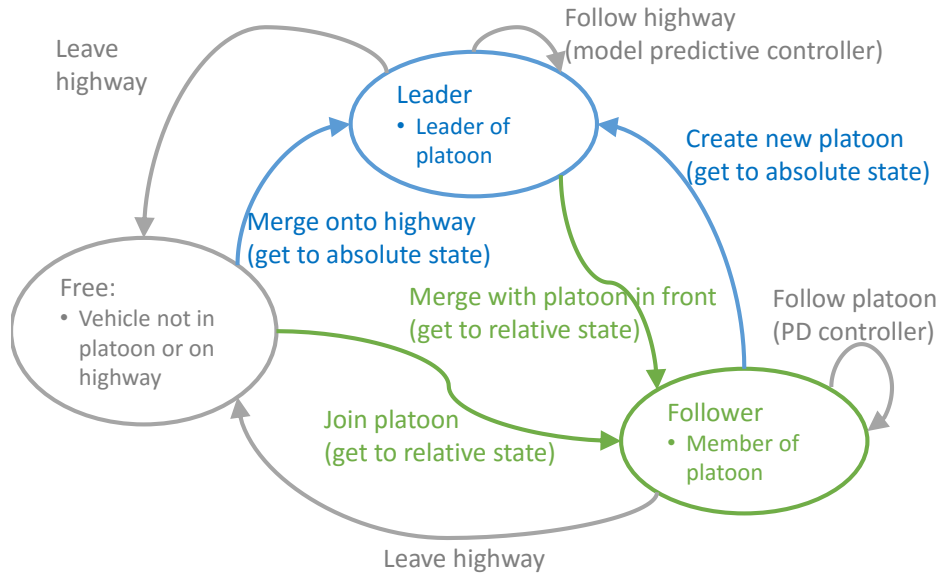 Follow highway
(model predictive controller)
Leave
highway
Leader
• Leader of
platoon
Create new platoon
(get to absolute state)
Merge onto highway
(get to absolute state)
Free:
• Vehicle not in
platoon or on
highway
Merge with platoon in front
(get to relative state)
Follow platoon
(PD controller)
Join platoon
(get to relative state)
Follower
• Member of
platoon
Leave highway